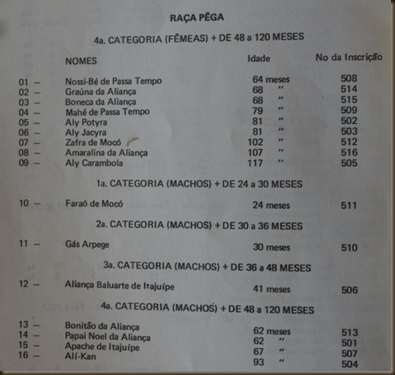 RAÇA PÊGA
4a. CATEGORIA (FÊMEAS) + DE 48 a 120 MESES
NOMES Idade No da Inscrição
01 — Nossi-Bé de Passa Tempo 64 meses 508
02 — Graúna da Aliança 68 " 514
03 — Boneca da Aliança 68 " 515
04 — Mahê de Passa Tempo 79 " 509
05 — Aly Potyra 81 " 502
06 — Aly Jacyra 81 " 503
07 — Zafra de Mocó 102 " 512
08 — Amaralina da Aliança 107 " 516
09 — Aly Carambola 117 " 505
1a. CATEGORIA (MACHOS) + DE 24 a 30 MESES
10 — Faraó de Mocó 24 meses 511
2a. CATEGORIA (MACHOS) + DE 30 a 36 MESES
11 — Gás Arpege 30 meses 510
3a. CATEGORIA (MACHOS) + DE 36 a 48 MESES
12 — Aliança Baluarte de Itajuípe 41 meses 506
4a. CATEGORIA (MACHOS) + DE 48 a 120 MESES
13 — Bonitão da Aliança 62 meses 513
14 — Papai Noel da Aliança 62 " 501
15 — Apache de Itajuípe 67 " 507
16 — Alí-Kan 93 " 504